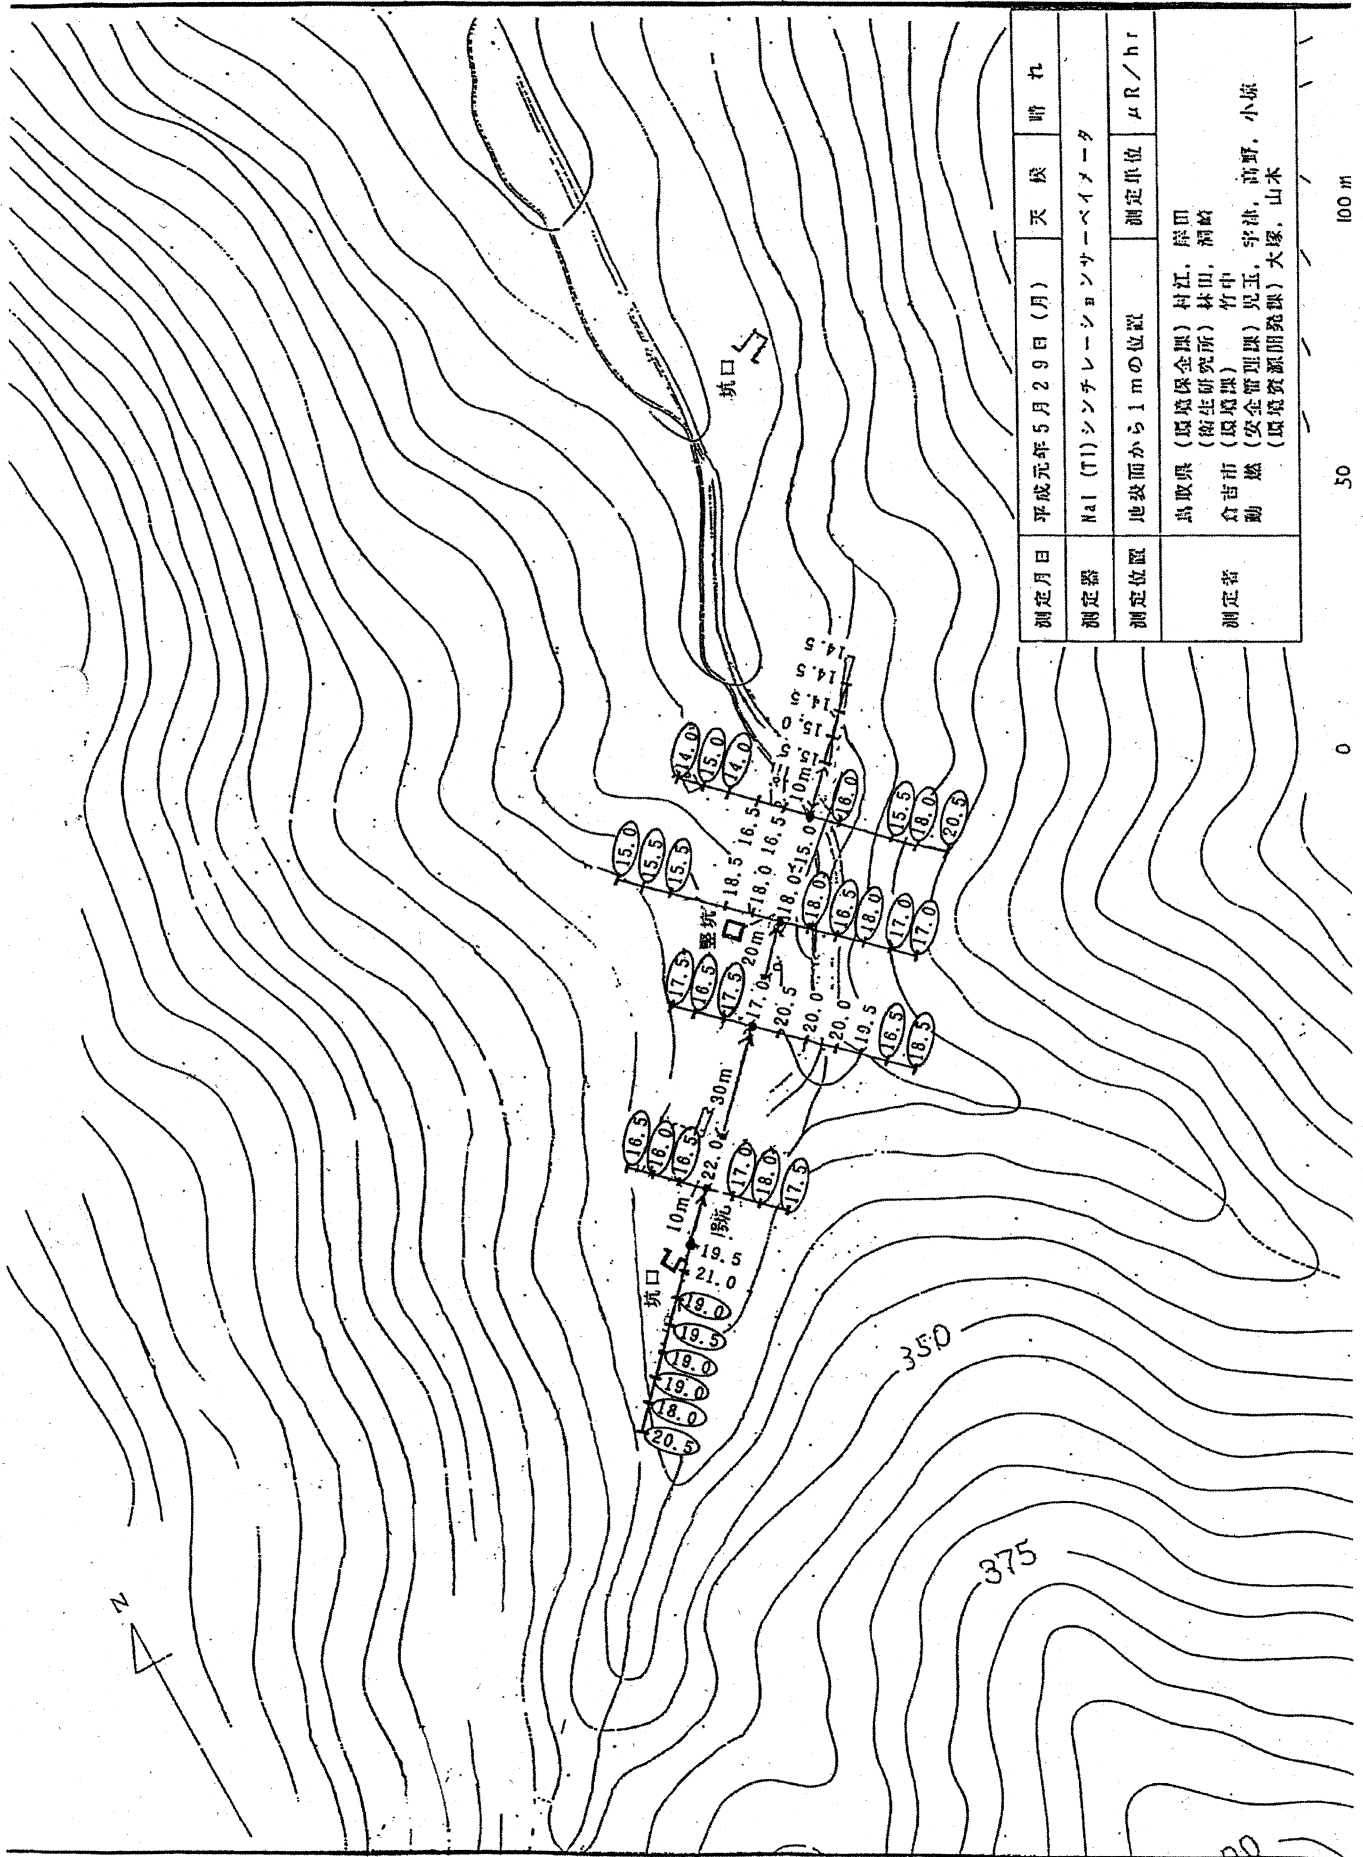 測定月日 平成元年5月29日(月) 天候 晴れ
測定器 NaI(Tl)シンチレーションサーベイメータ
測定位置 地表面から1mの位置 測定単位 μR/hr
測定者
鳥取県(環境保全課)村江,岸田
(衛生研究所)林田,洞崎
倉吉市(環境課) 竹中
動 燃 (安全管理課)児玉,宇津,高野,小原
(環境資源開発課)大塚,山本
0 50 100m
N
坑口
14.0
15.0
14.0
16.5
16.5
15.0
16.0
15.5
18.0
20.5
10m
15.5
15.0
14.5
14.5
14.5
15.0
15.5
15.5
18.5
18.0
18.0
18.0
16.5
18.0
17.0
17.0
竪坑
20m
17.5
16.5
17.5
17.0
20.5
20.0
20.0
19.5
16.5
18.5
30m
16.5
16.0
16.5
22.0
17.0
18.0
17.5
10m
坑口
19.5
21.0
19.0
19.5
19.0
19.0
18.0
20.5
350
375